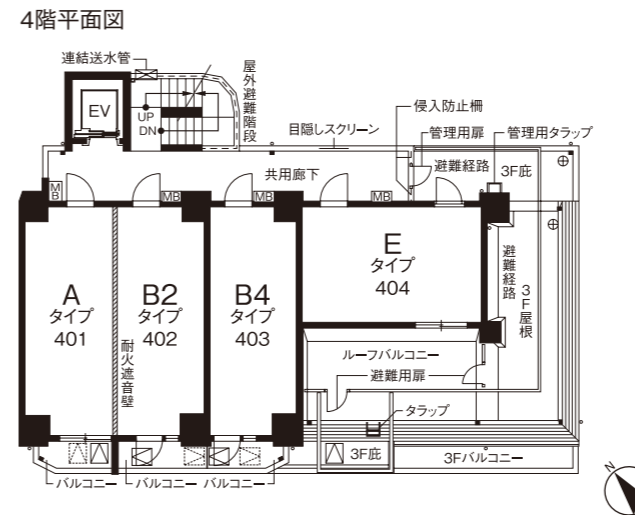 4階平面図
連結送水管
EV
UP
DN
屋外避難階段
目隠しスクリーン
侵入防止柵
管理用扉
管理用タラップ
避難経路
3F庇
共用廊下
MB
MB
MB
MB
A
タイプ
401
耐火遮音壁
B2
タイプ
402
B4
タイプ
403
E
タイプ
404
避難経路
3F屋根
ルーフバルコニー
避難用扉
タラップ
3F庇
3Fバルコニー
バルコニー
バルコニー
バルコニー
N